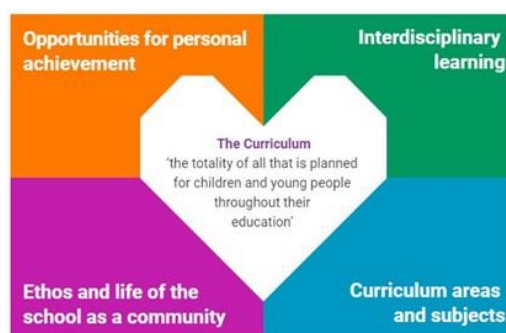 Opportunities for personal
achievement
Interdisciplinary
learning
The Curriculum
'the totality of all that is planned
for children and young people
throughout their
education'
Ethos and life of the
school as a community
Curriculum areas
and subjects